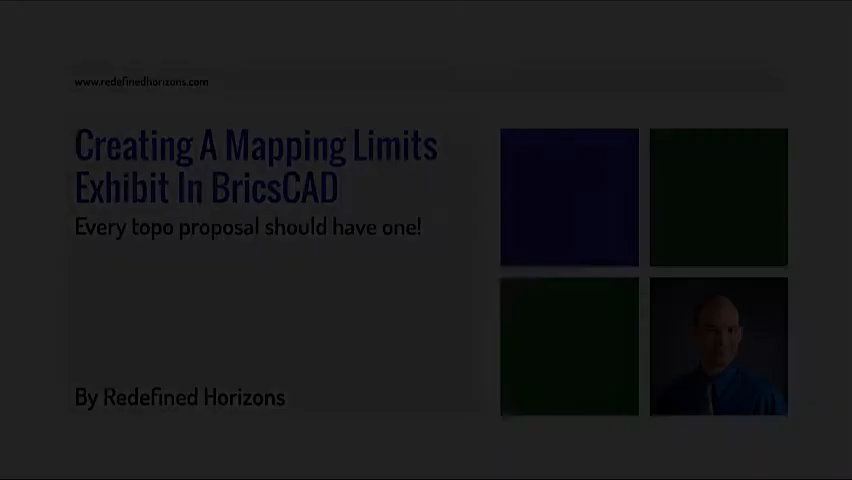 www.redefinedhorizons.com
Creating A Mapping Limits
Exhibit In BricsCAD
Every topo proposal should have one!
By Redefined Horizons